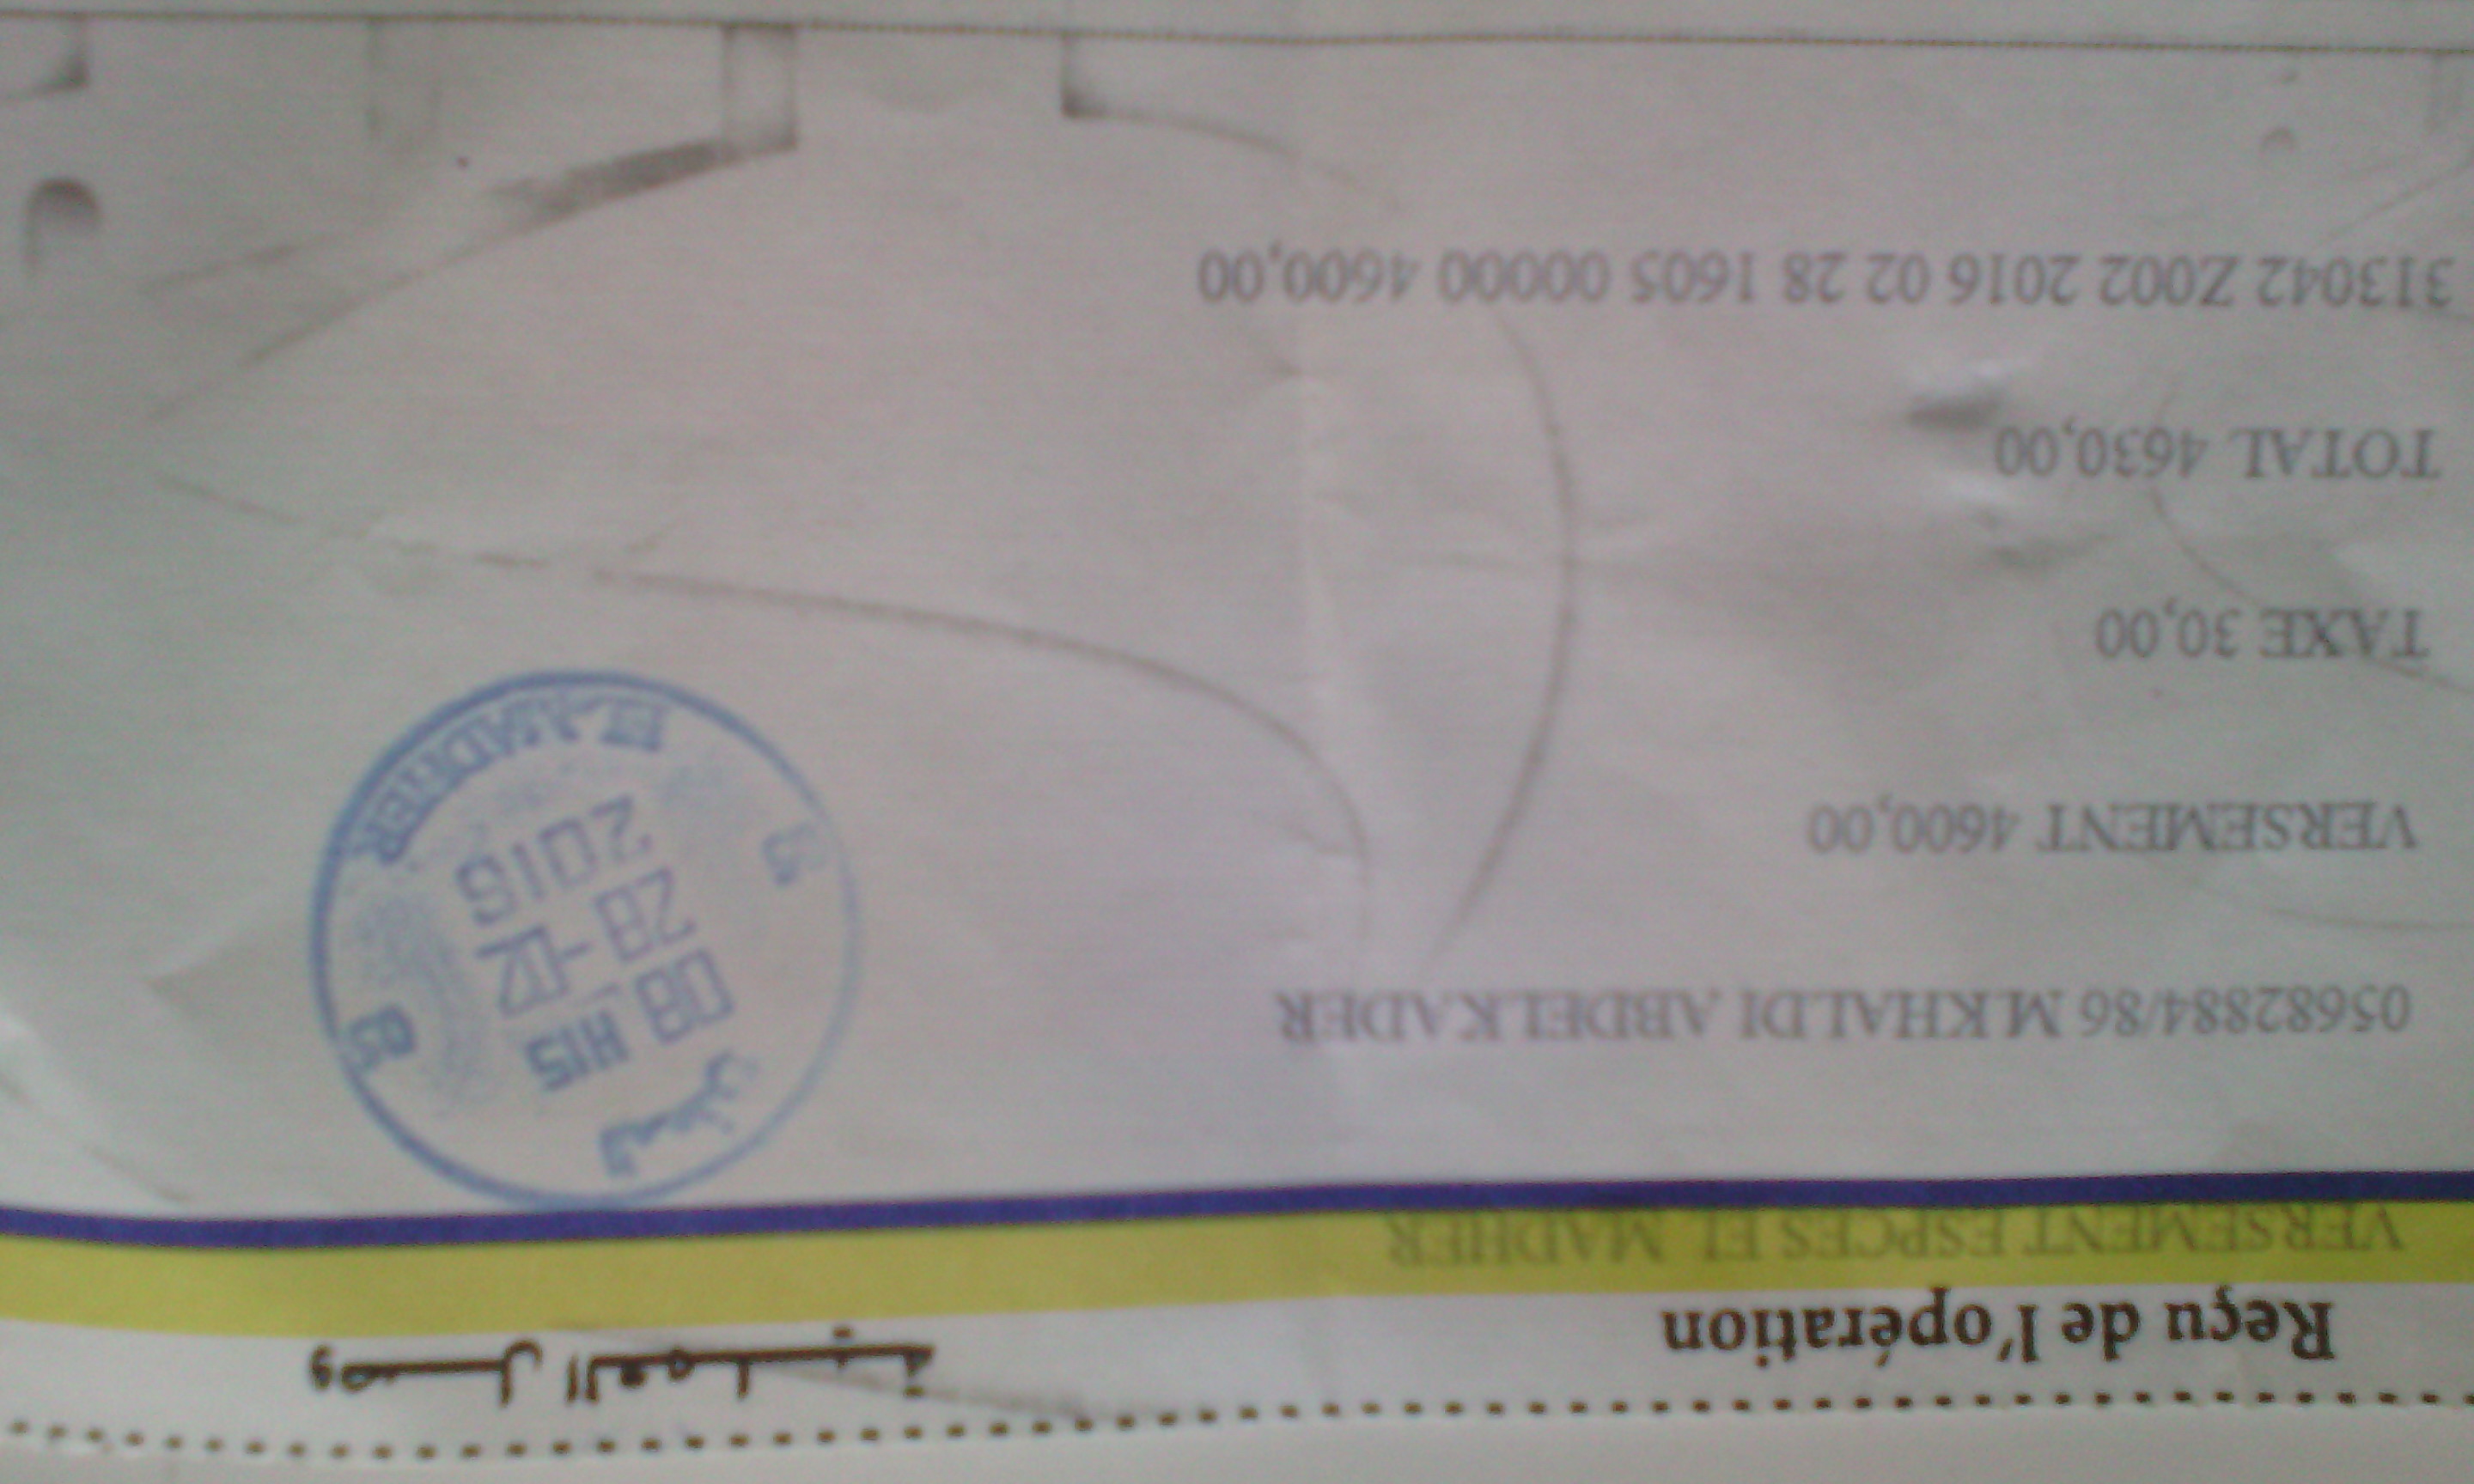 Reçu de l'opération
وصل العملية
VERSEMENT ESPCES EL MADHER
05682884/86 M KHALDI ABDELKADER
VERSEMENT 4600,00
TAXE 30,00
TOTAL 4630,00
313042 Z002 2016 02 28 1605 00000 4600,00
08 H15
28-02
2016
EL MADHER